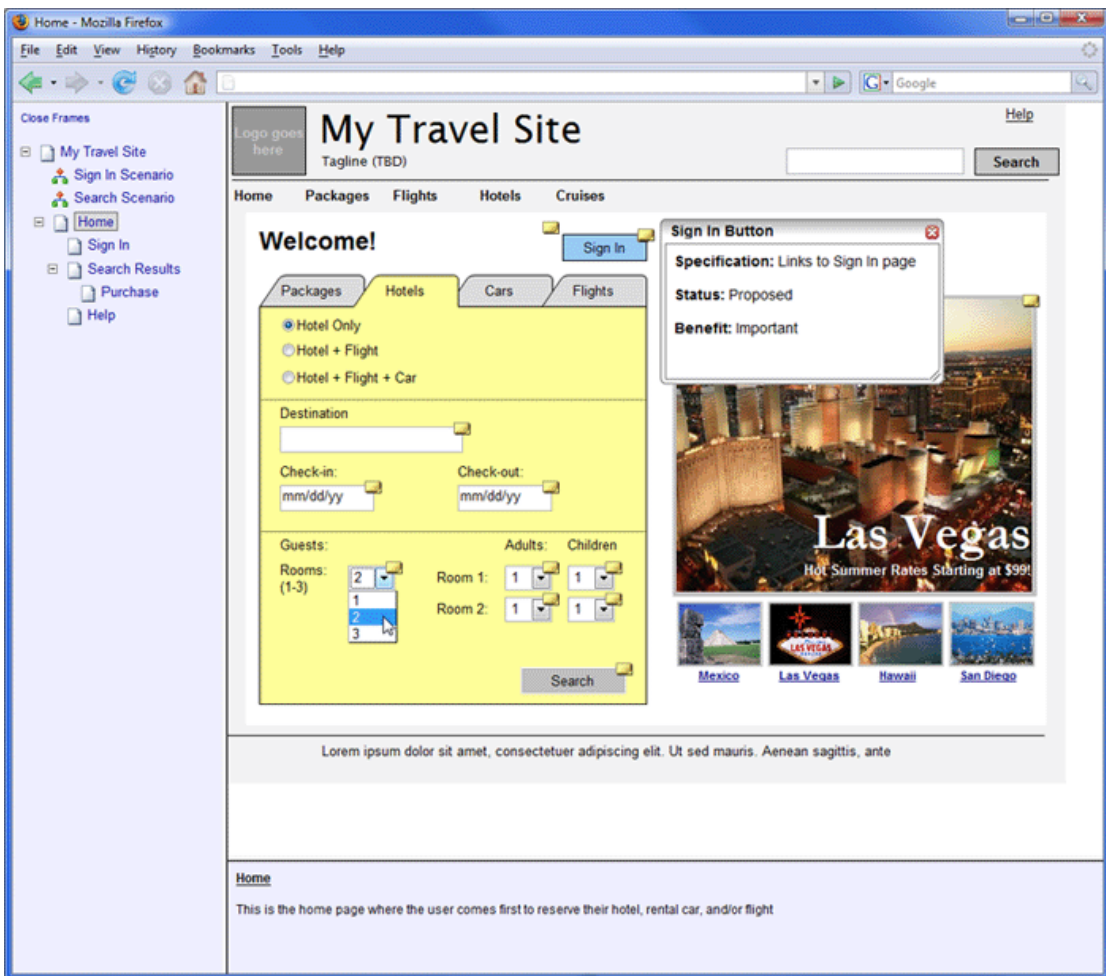 Home - Mozilla Firefox
File Edit View History Bookmarks Tools Help
G Google
Close Frames
My Travel Site
Sign In Scenario
Search Scenario
Home
Sign In
Search Results
Purchase
Help
Logo goes here
My Travel Site
Tagline (TBD)
Help
Search
Home Packages Flights Hotels Cruises
Welcome!
Sign In
Sign In Button
Specification: Links to Sign In page
Status: Proposed
Benefit: Important
Packages Hotels Cars Flights
Hotel Only
Hotel + Flight
Hotel + Flight + Car
Destination
Check-in: Check-out:
mm/dd/yy mm/dd/yy
Guests: Adults: Children
Rooms: 2 Room 1: 1 1
(1-3)
1
2 Room 2: 1 1
3
Search
Las Vegas
Hot Summer Rates Starting at $99!
LAS VEGAS
Mexico Las Vegas Hawaii San Diego
Lorem ipsum dolor sit amet, consectetuer adipiscing elit. Ut sed mauris. Aenean sagittis, ante
Home
This is the home page where the user comes first to reserve their hotel, rental car, and/or flight